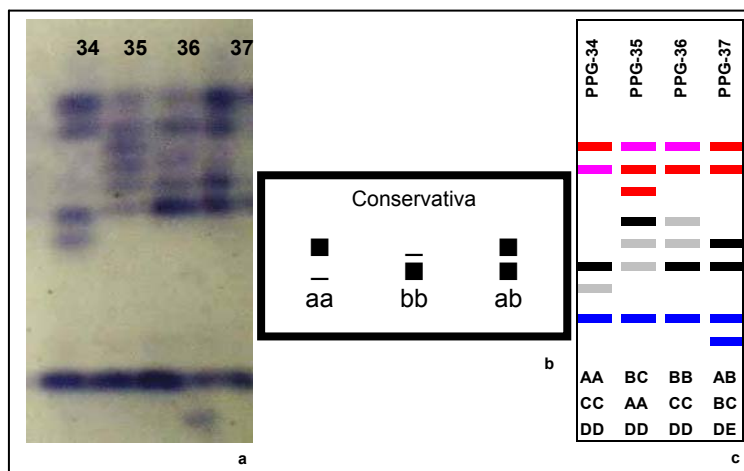 34 35 36 37
a
Conservativa
aa bb ab
b
PPG-34 PPG-35 PPG-36 PPG-37
AA BC BB AB
CC AA CC BC
DD DD DD DE
c